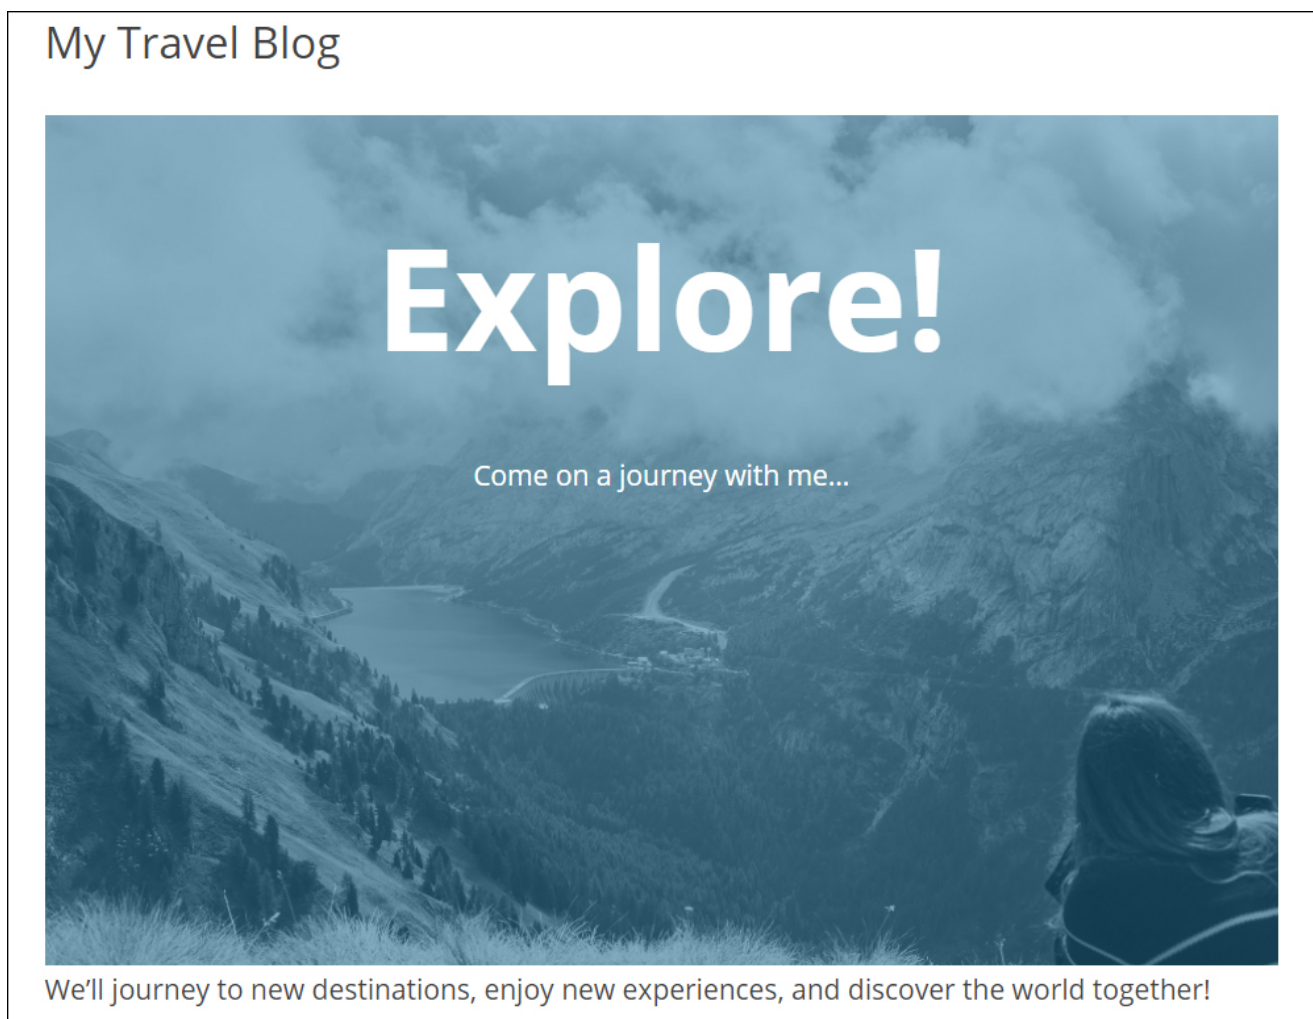 My Travel Blog
Explore!
Come on a journey with me...
We’ll journey to new destinations, enjoy new experiences, and discover the world together!